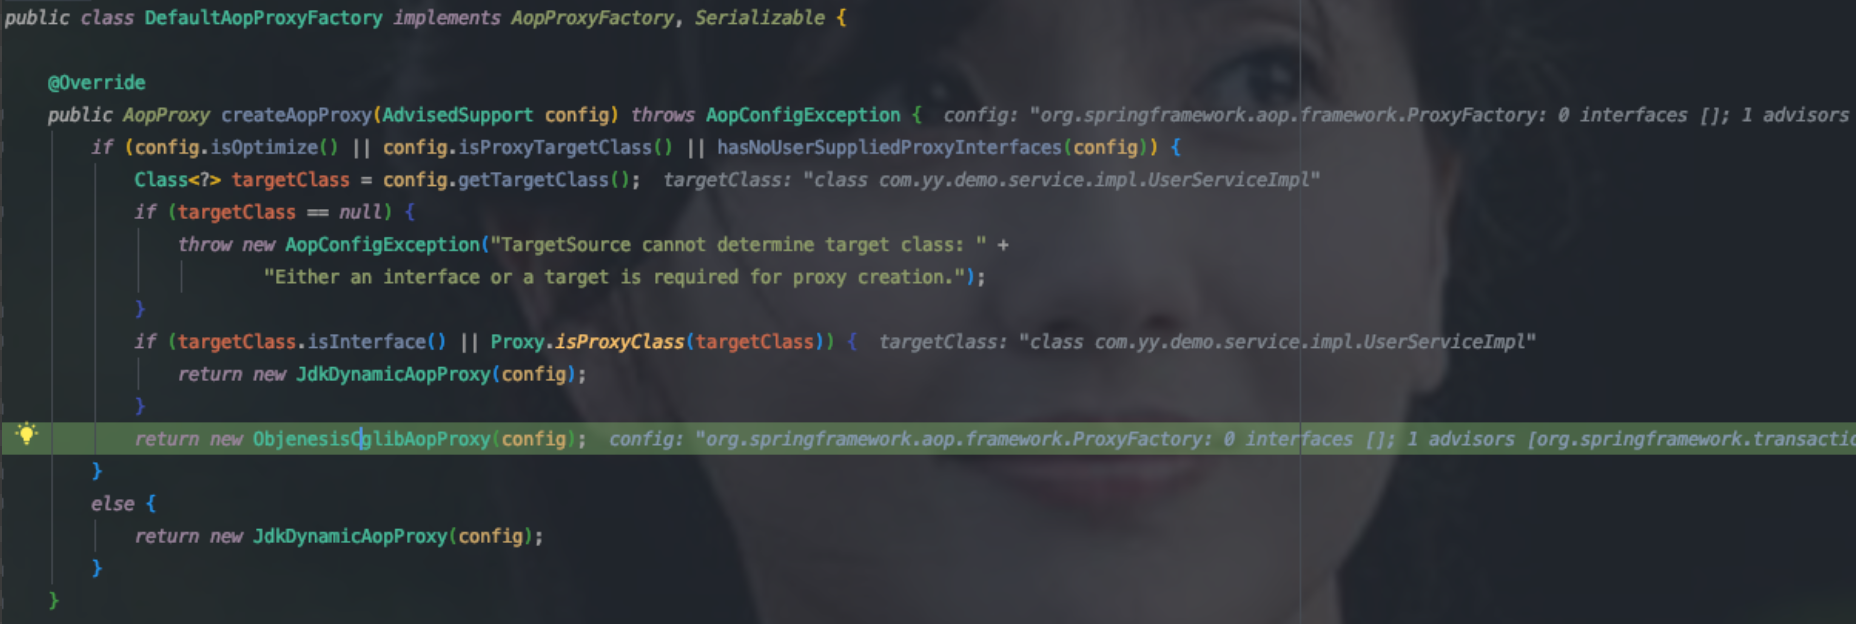 public class DefaultAopProxyFactory implements AopProxyFactory, Serializable {
@Override
public AopProxy createAopProxy(AdvisedSupport config) throws AopConfigException {  config: "org.springframework.aop.framework.ProxyFactory: 0 interfaces []; 1 advisors
if (config.isOptimize() || config.isProxyTargetClass() || hasNoUserSuppliedProxyInterfaces(config)) {
Class<?> targetClass = config.getTargetClass();  targetClass: "class com.yy.demo.service.impl.UserServiceImpl"
if (targetClass == null) {
throw new AopConfigException("TargetSource cannot determine target class: " +
"Either an interface or a target is required for proxy creation.");
}
if (targetClass.isInterface() || Proxy.isProxyClass(targetClass)) {  targetClass: "class com.yy.demo.service.impl.UserServiceImpl"
return new JdkDynamicAopProxy(config);
}
return new ObjenesisCglibAopProxy(config);  config: "org.springframework.aop.framework.ProxyFactory: 0 interfaces []; 1 advisors [org.springframework.transactio
}
else {
return new JdkDynamicAopProxy(config);
}
}